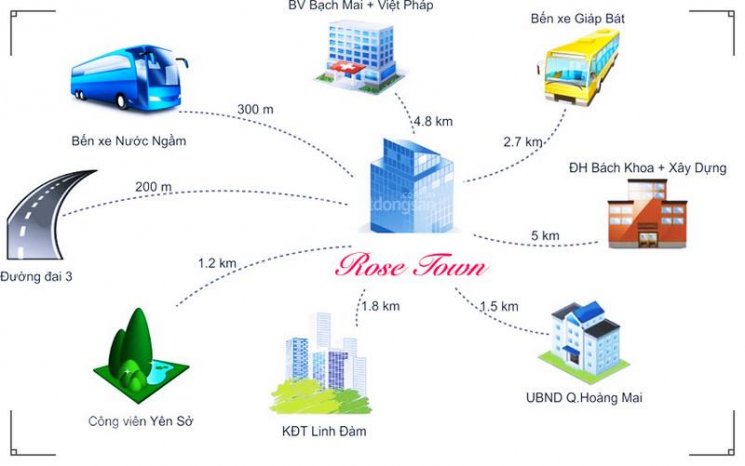 BV Bạch Mai + Việt Pháp
Bến xe Giáp Bát
300 m
4.8 km
2.7 km
Bến xe Nước Ngầm
ĐH Bách Khoa + Xây Dựng
200 m
5 km
Đường đai 3
1.2 km
Rose Town
1.8 km
1.5 km
Công viên Yên Sở
KĐT Linh Đàm
UBND Q.Hoàng Mai